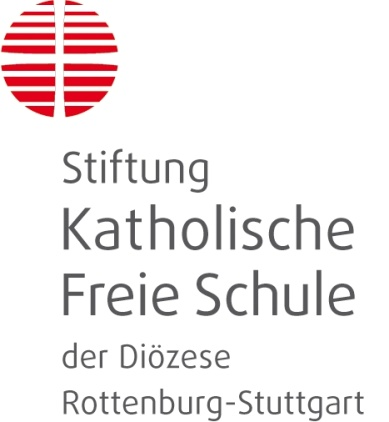 Stiftung
Katholische
Freie Schule
der Diözese
Rottenburg-Stuttgart